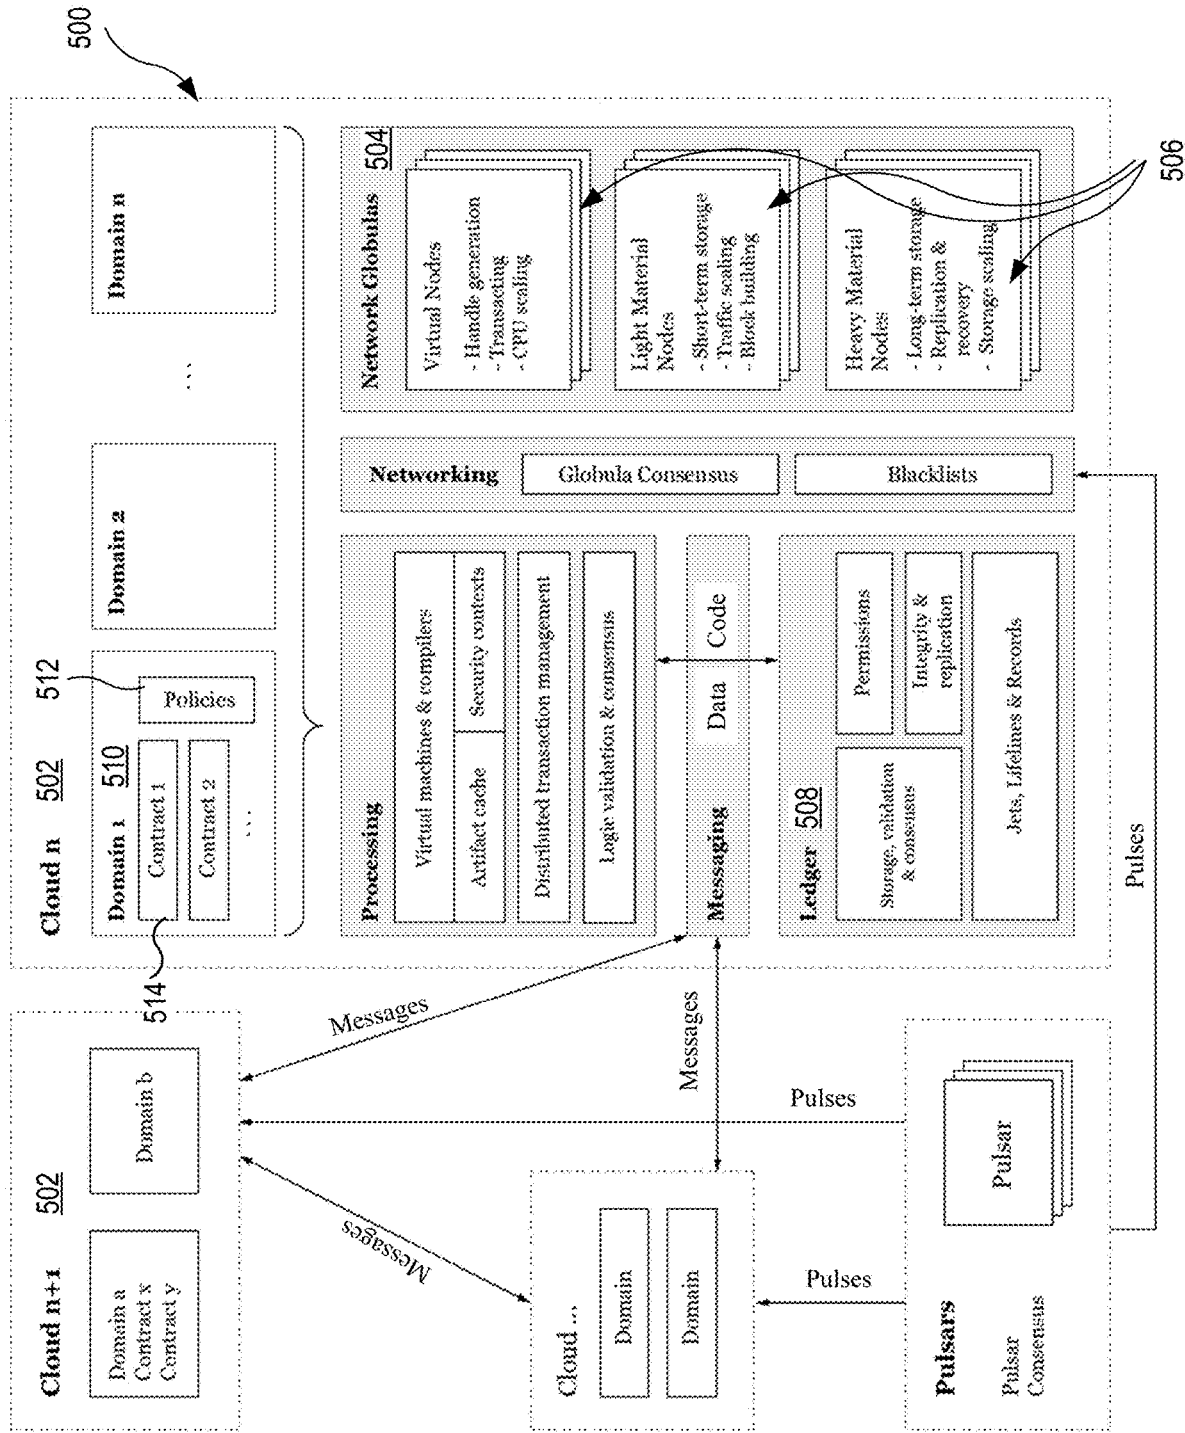 500
Cloud n+1
502
Domain a
Contract x
Contract y
Domain b
Messages
Messages
Cloud ...
Domain
Domain
Messages
Pulses
Pulses
Pulsars
Pulsar
Consensus
Pulsar
Pulses
Cloud n
502
512
514
Domain 1
510
Contract 1
Contract 2
...
Policies
Domain 2
...
Domain n
Processing
Virtual machines & compilers
Artifact cache
Security contexts
Distributed transaction management
Logic validation & consensus
Messaging
Data
Code
Ledger
508
Storage, validation
& consensus
Permissions
Integrity &
replication
Jets, Lifelines & Records
Networking
Globula Consensus
Blacklists
Network Globulas
504
Virtual Nodes
- Handle generation
- Transacting
- CPU scaling
Light Material
Nodes
- Short-term storage
- Traffic scaling
- Block building
Heavy Material
Nodes
- Long-term storage
- Replication &
recovery
- Storage scaling
506